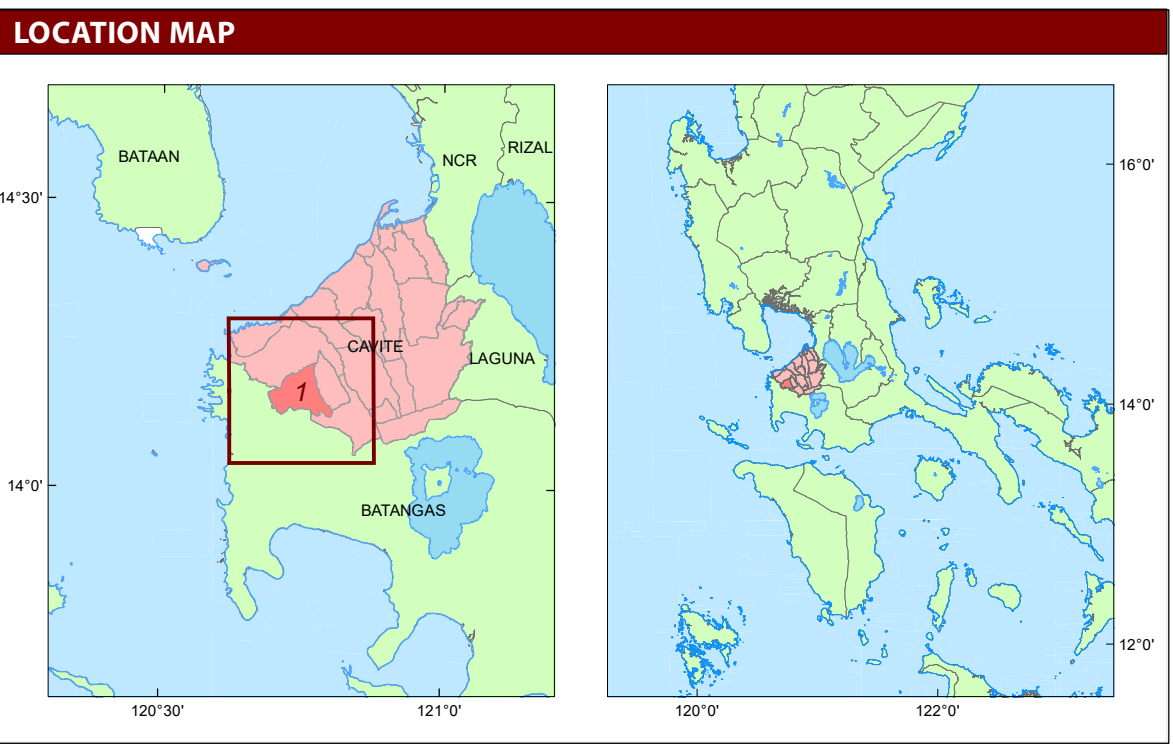 LOCATION MAP
BATAAN
NCR
RIZAL
14°30'
CAVITE
LAGUNA
1
14°0'
BATANGAS
120°30'
121°0'
16°0'
14°0'
12°0'
120°0'
122°0'